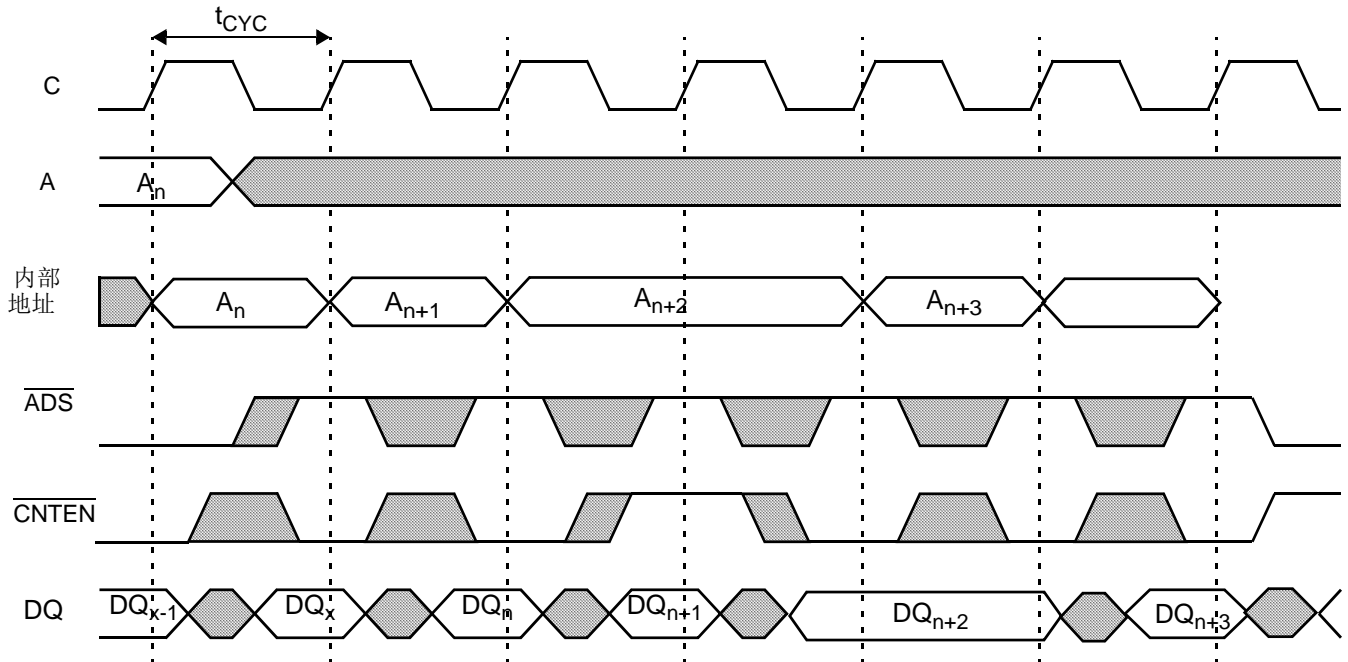 tCYC
C
A
An
内部
地址
An
An+1
An+2
An+3
ADS
CNTEN
DQ
DQx-1
DQx
DQn
DQn+1
DQn+2
DQn+3